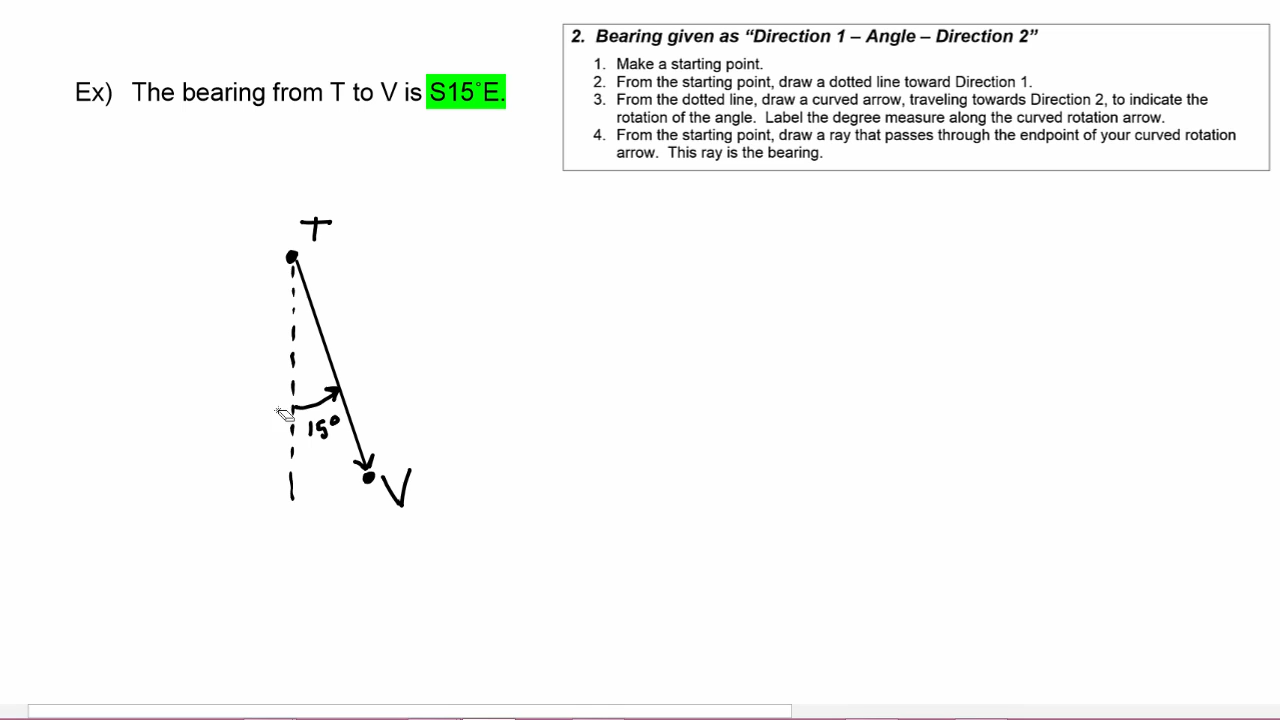 Ex) The bearing from T to V is S15°E.
2. Bearing given as “Direction 1 – Angle – Direction 2”
1. Make a starting point.
2. From the starting point, draw a dotted line toward Direction 1.
3. From the dotted line, draw a curved arrow, traveling towards Direction 2, to indicate the
rotation of the angle. Label the degree measure along the curved rotation arrow.
4. From the starting point, draw a ray that passes through the endpoint of your curved rotation
arrow. This ray is the bearing.
T
15°
V